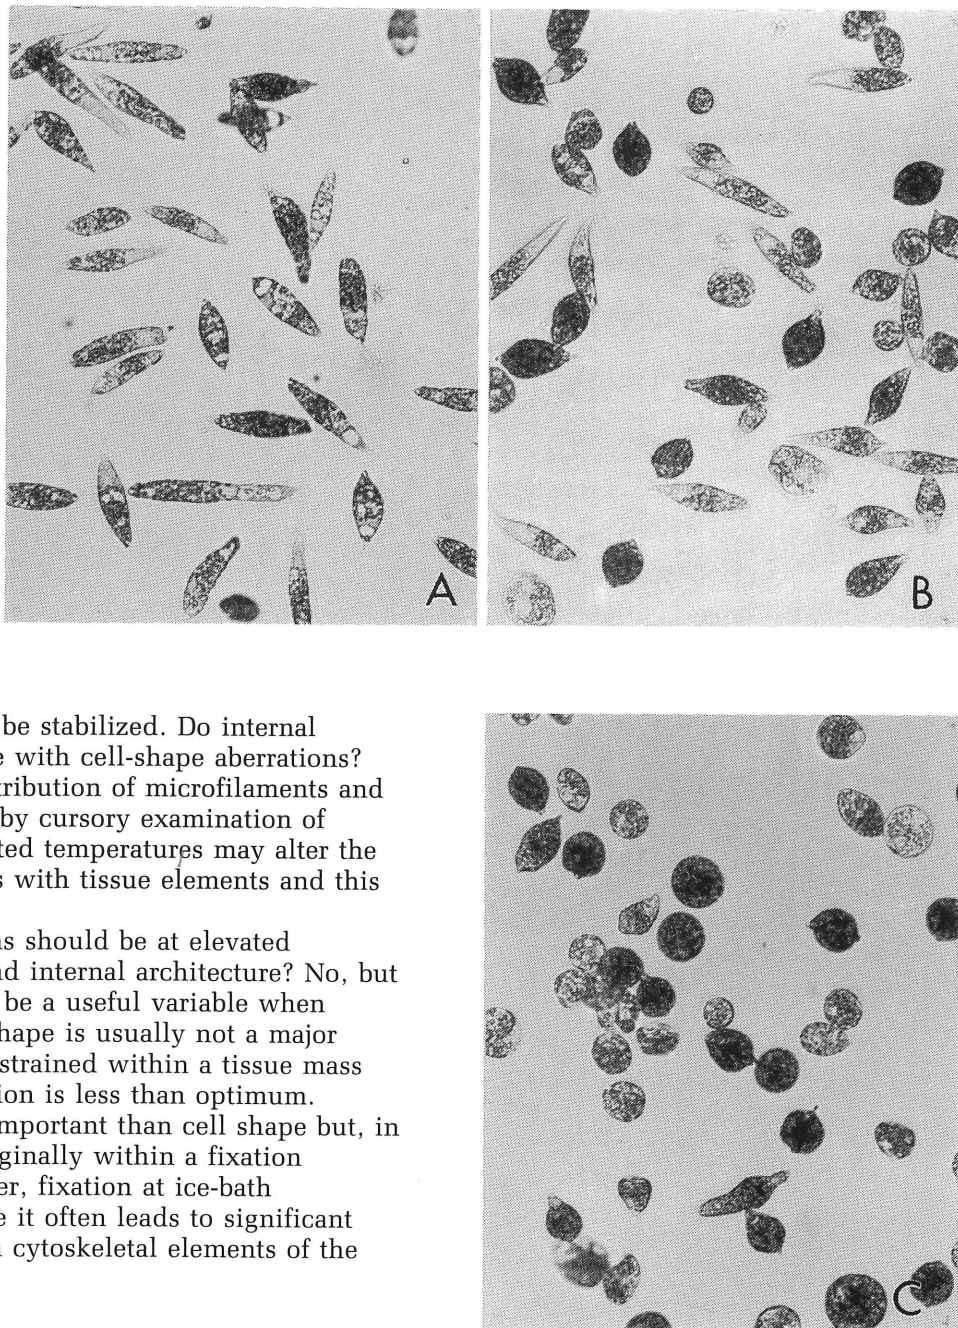 A
B
be stabilized. Do internal
e with cell-shape aberrations?
tribution of microfilaments and
by cursory examination of
ted temperatures may alter the
s with tissue elements and this
ns should be at elevated
nd internal architecture? No, but
be a useful variable when
hape is usually not a major
strained within a tissue mass
ion is less than optimum.
mportant than cell shape but, in
ginally within a fixation
er, fixation at ice-bath
e it often leads to significant
n cytoskeletal elements of the
C